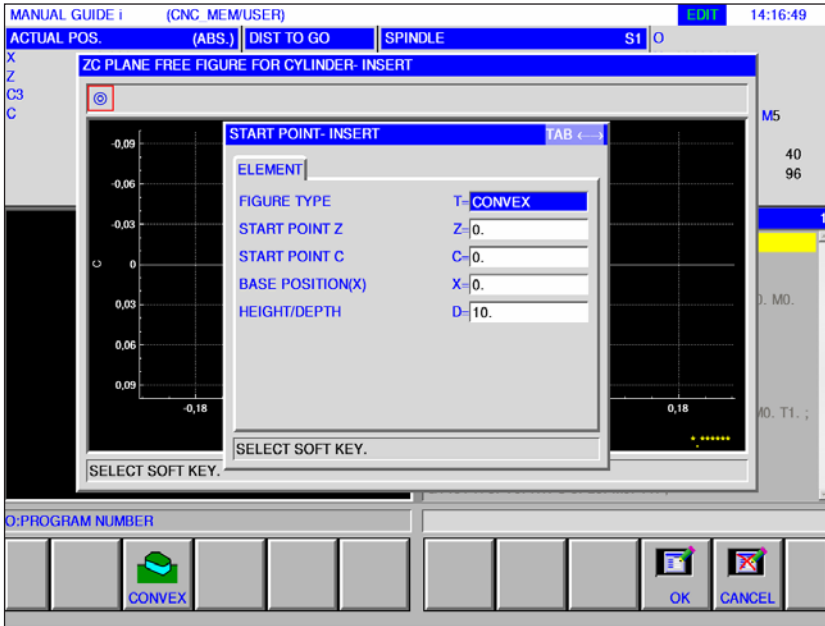 MANUAL GUIDE i (CNC_MEM/USER) EDIT 14:16:49
ACTUAL POS. (ABS.) DIST TO GO SPINDLE S1 O
X
Z
C3
C
ZC PLANE FREE FIGURE FOR CYLINDER- INSERT
M5
40
96
START POINT- INSERT TAB
ELEMENT
FIGURE TYPE T= CONVEX
START POINT Z Z= 0.
START POINT C C= 0.
BASE POSITION(X) X= 0.
HEIGHT/DEPTH D= 10.
SELECT SOFT KEY.
-0,09
-0,06
-0,03
C 0
0,03
0,06
0,09
-0,18 0,18
*.******
1
0. M0.
M0. T1. ;
SELECT SOFT KEY.
O:PROGRAM NUMBER
CONVEX OK CANCEL